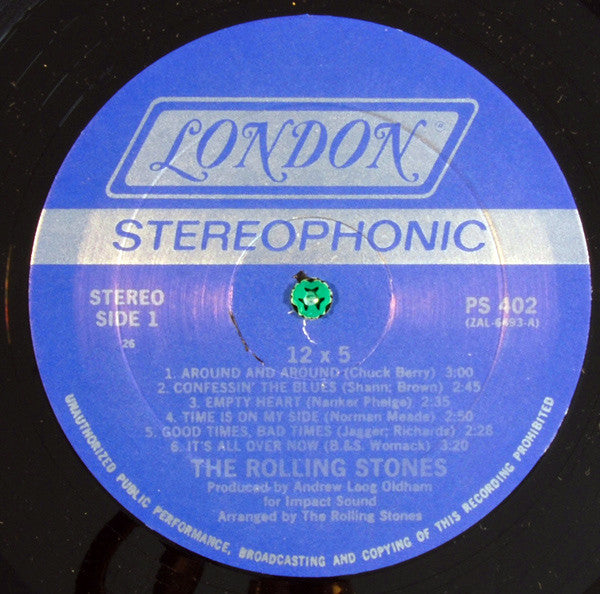 LONDON
STEREOPHONIC
STEREO
SIDE 1
26
PS 402
(ZAL-6493-A)
12 x 5
1. AROUND AND AROUND (Chuck Berry) 3:00
2. CONFESSIN' THE BLUES (Shann; Brown) 2:45
3. EMPTY HEART (Nanker Phelge) 2:35
4. TIME IS ON MY SIDE (Norman Meade) 2:50
5. GOOD TIMES, BAD TIMES (Jagger; Richards) 2:28
6. IT'S ALL OVER NOW (B.&S. Womack) 3:20
THE ROLLING STONES
Produced by Andrew Loog Oldham
for Impact Sound
Arranged by The Rolling Stones
UNAUTHORIZED PUBLIC PERFORMANCE, BROADCASTING AND COPYING OF THIS RECORDING PROHIBITED